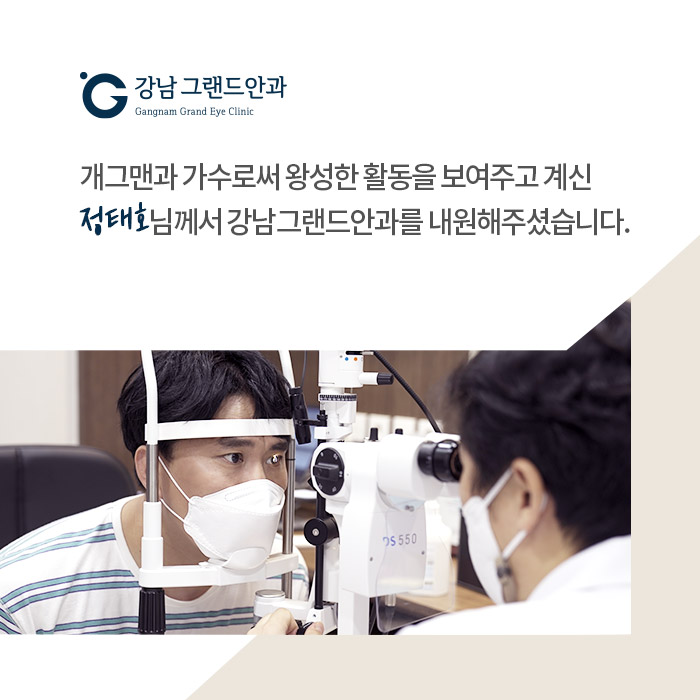 강남 그랜드안과
Gangnam Grand Eye Clinic
개그맨과 가수로써 왕성한 활동을 보여주고 계신
정태호님께서 강남그랜드안과를 내원해주셨습니다.
DS 550